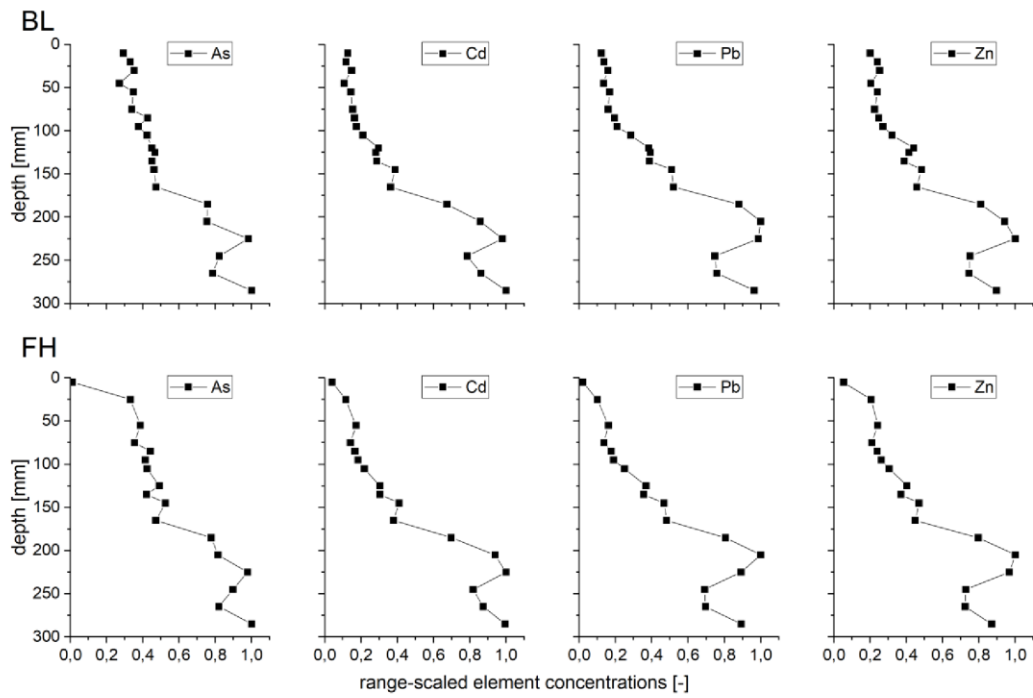 BL
As
Cd
Pb
Zn
0
50
100
150
200
250
300
depth [mm]
FH
As
Cd
Pb
Zn
0
50
100
150
200
250
300
depth [mm]
0,0 0,2 0,4 0,6 0,8 1,0
0,0 0,2 0,4 0,6 0,8 1,0
0,0 0,2 0,4 0,6 0,8 1,0
0,0 0,2 0,4 0,6 0,8 1,0
range-scaled element concentrations [-]